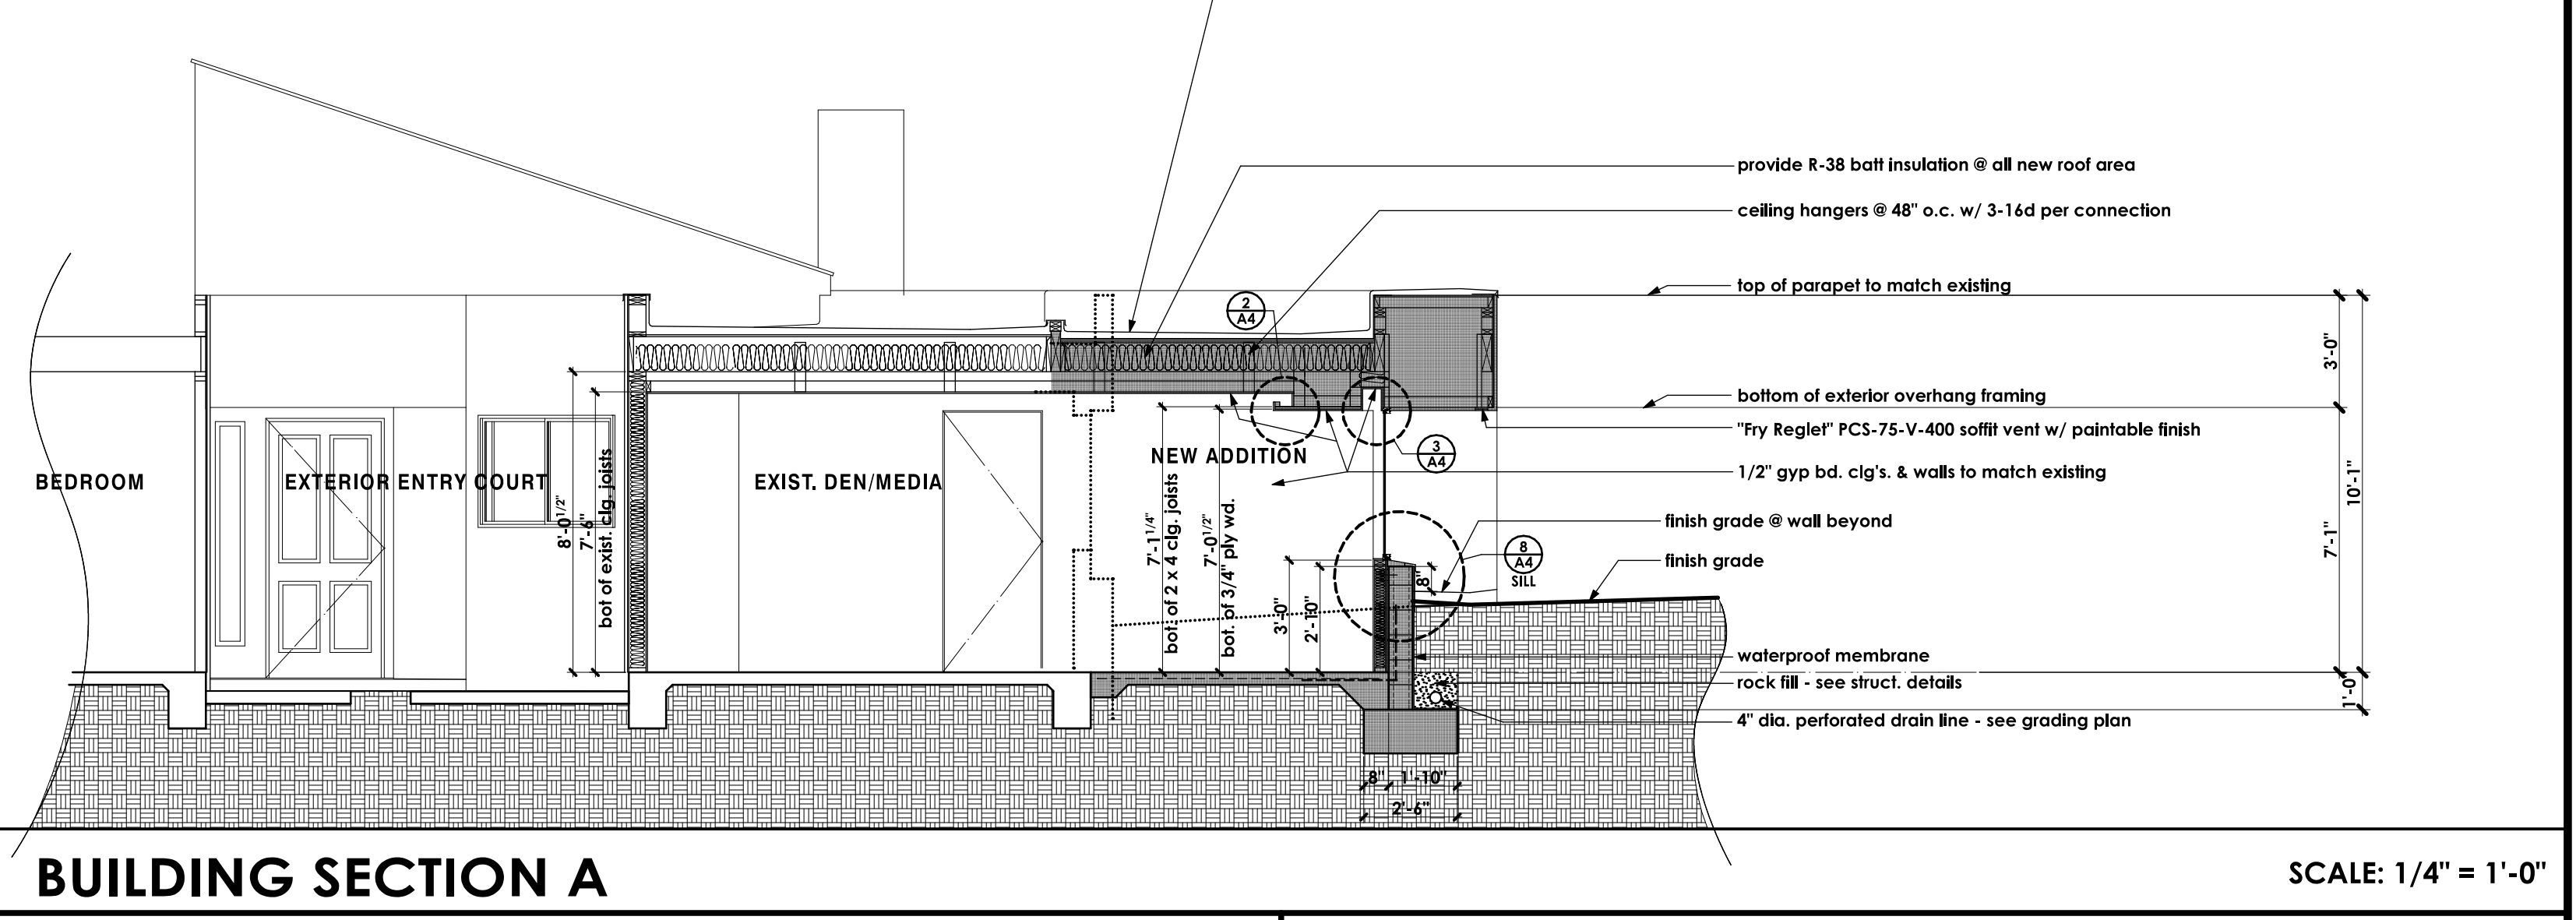 provide R-38 batt insulation @ all new roof area
ceiling hangers @ 48" o.c. w/ 3-16d per connection
top of parapet to match existing
2
A4
3'-0"
bottom of exterior overhang framing
"Fry Reglet" PCS-75-V-400 soffit vent w/ paintable finish
3
A4
NEW ADDITION
1/2" gyp bd. clg's. & walls to match existing
BEDROOM
EXTERIOR ENTRY COURT
EXIST. DEN/MEDIA
8'-0 1/2"
7'-6"
bot of exist. clg. joists
7'-1 1/4"
bot. of 2 x 4 clg. joists
7'-0 1/2"
bot. of 3/4" ply wd.
10'-1"
7'-1"
finish grade @ wall beyond
8
A4
SILL
finish grade
8"
3'-0"
2'-10"
waterproof membrane
rock fill - see struct. details
1'-0"
4" dia. perforated drain line - see grading plan
8"
1'-10"
2'-6"
BUILDING SECTION A
SCALE: 1/4" = 1'-0"